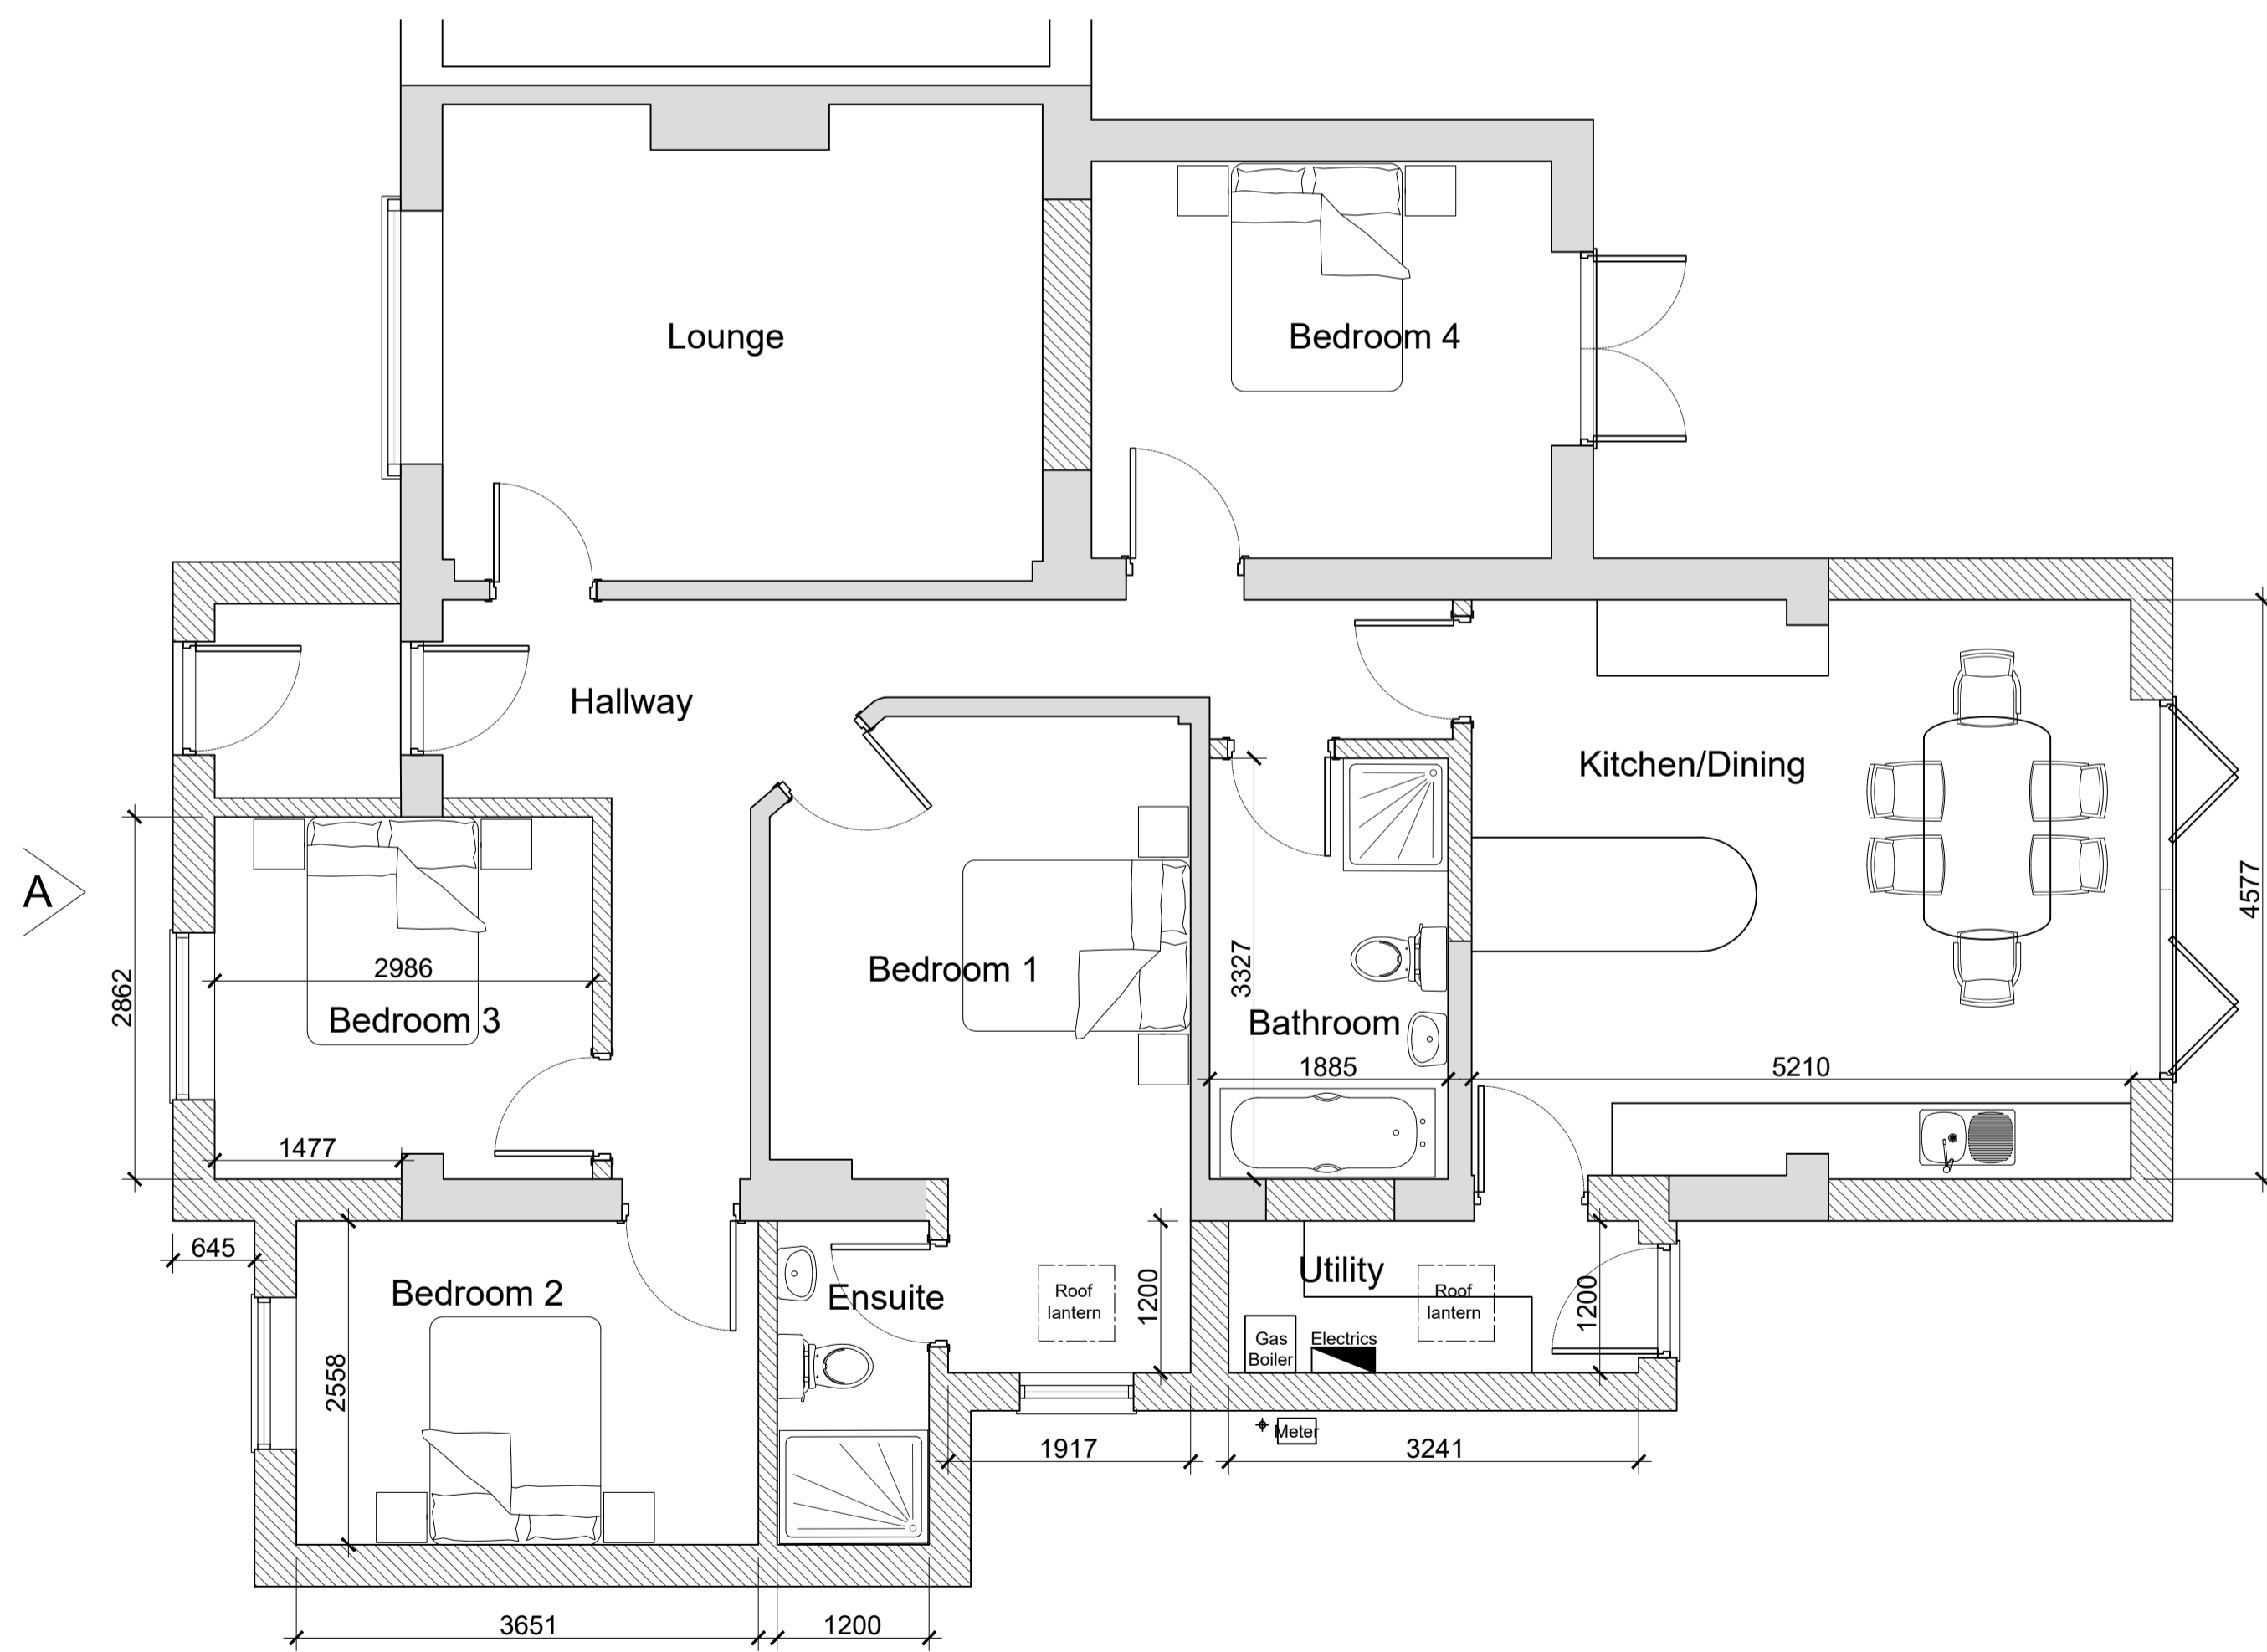 Lounge
Bedroom 4
Hallway
Kitchen/Dining
A
2862
2986
Bedroom 3
1477
Bedroom 1
3327
Bathroom
1885
5210
4577
645
Bedroom 2
2558
Ensuite
Roof
lantern
1200
Utility
Roof
lantern
1200
Gas
Boiler
Electrics
Meter
1917
3241
3651
1200